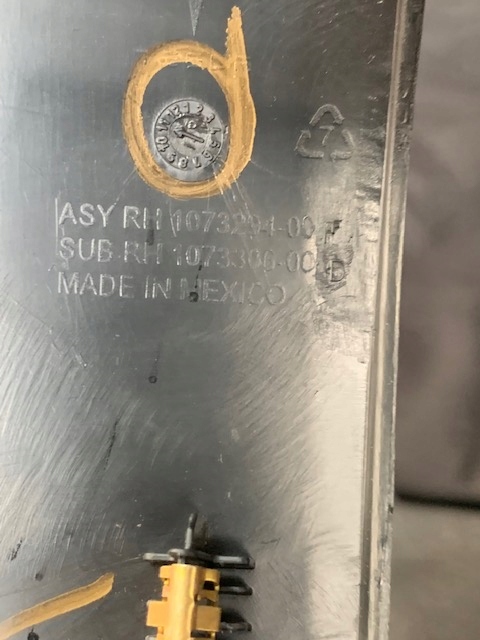 ASY RH 1073294-00
SUB RH 1073300-00
MADE IN MEXICO